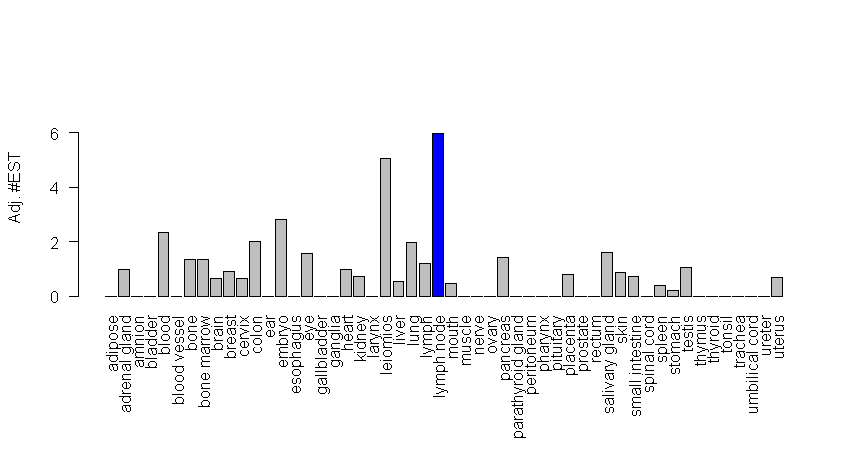 Adj. #EST
6
4
2
0
adipose
adrenal gland
amnion
bladder
blood
blood vessel
bone
bone marrow
brain
breast
cervix
colon
ear
embryo
esophagus
eye
gallbladder
ganglia
heart
kidney
larynx
leiomios
liver
lung
lymph
lymph node
mouth
muscle
nerve
ovary
pancreas
parathyroid gland
peritoneum
pharynx
pituitary
placenta
prostate
rectum
salivary gland
skin
small intestine
spinal cord
spleen
stomach
testis
thymus
thyroid
tonsil
trachea
umbilical cord
ureter
uterus